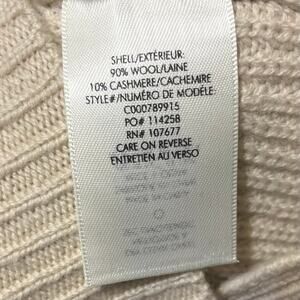 SHELL/EXTÉRIEUR:
90% WOOL/LAINE
10% CASHMERE/CACHEMIRE
STYLE#/NUMÉRO DE MODÈLE:
C000789915
PO# 114258
RN# 107677
CARE ON REVERSE
ENTRETIEN AU VERSO